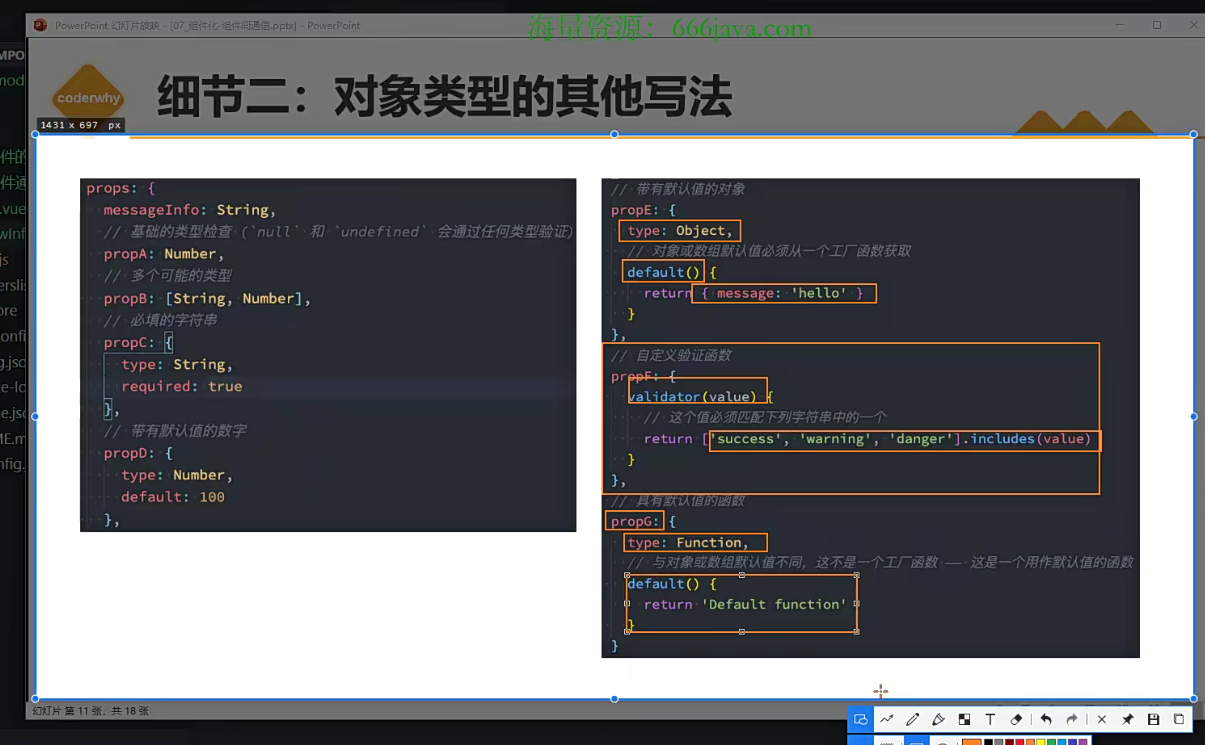 PowerPoint 幻灯片放映 - [07_组件化-组件间通信.pptx] - PowerPoint
海量资源：666java.com
coderwhy
细节二：对象类型的其他写法
1431 x 697 px
props: {
messageInfo: String,
// 基础的类型检查 (`null` 和 `undefined` 会通过任何类型验证)
propA: Number,
// 多个可能的类型
propB: [String, Number],
// 必填的字符串
propC: {
type: String,
required: true
},
// 带有默认值的数字
propD: {
type: Number,
default: 100
},
// 带有默认值的对象
propE: {
type: Object,
// 对象或数组默认值必须从一个工厂函数获取
default() {
return { message: 'hello' }
}
},
// 自定义验证函数
propF: {
validator(value) {
// 这个值必须匹配下列字符串中的一个
return ['success', 'warning', 'danger'].includes(value)
}
},
// 具有默认值的函数
propG: {
type: Function,
// 与对象或数组默认值不同，这不是一个工厂函数 —— 这是一个用作默认值的函数
default() {
return 'Default function'
}
}
幻灯片 第 11 张，共 18 张